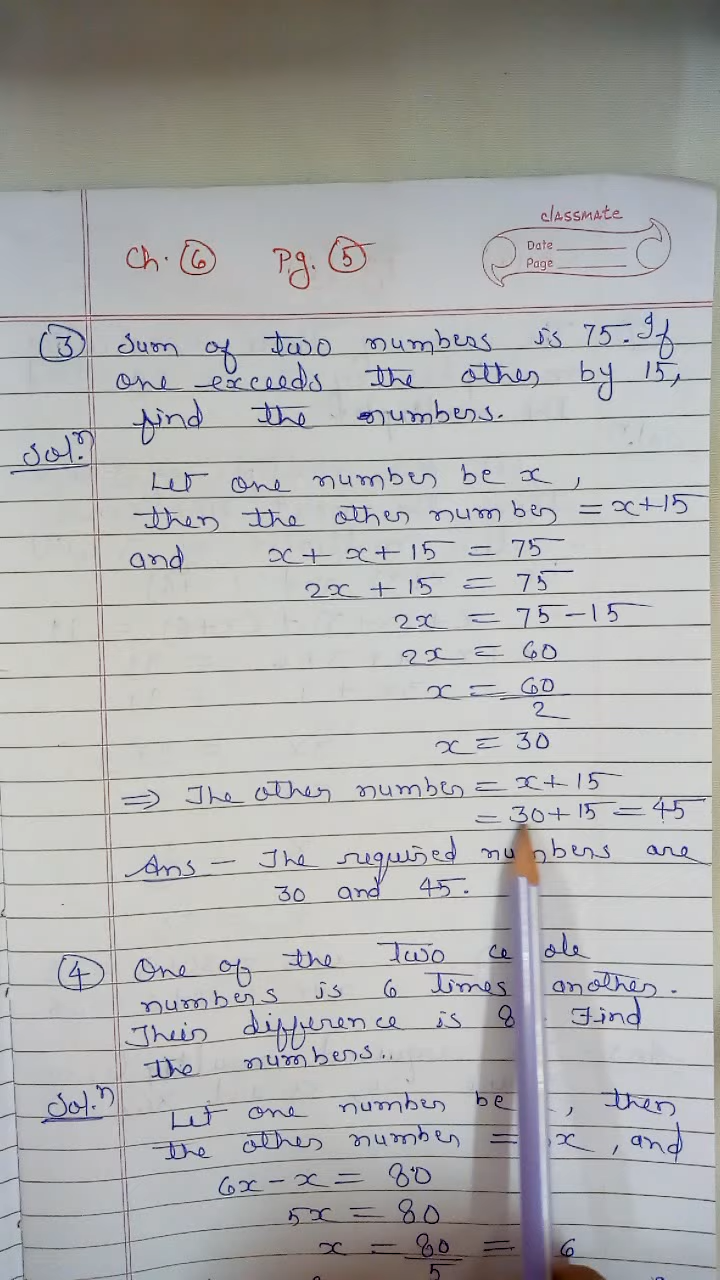 classmate
Date
Page
Ch. 6 Pg. 5
(3) Sum of two numbers is 75. If
one exceeds the other by 15,
find the numbers.
Sol.n
Let one number be x,
then the other number = x+15
and x + x + 15 = 75
2x + 15 = 75
2x = 75 - 15
2x = 60
x = 60/2
x = 30
⇒ The other number = x + 15
= 30 + 15 = 45
Ans - The required numbers are
30 and 45.
(4) One of the two
numbers is 6 times another.
Their difference is 8 . Find
the numbers..
Sol.n
Let one number be , then
the other number = x, and
6x - x = 80
5x = 80
x = 80/5 = 6